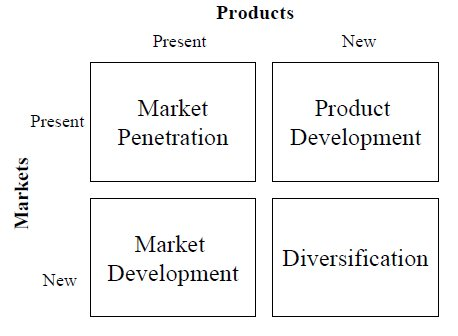 Products
Present New
Present
Market
Penetration
Product
Development
Markets
New
Market
Development
Diversification